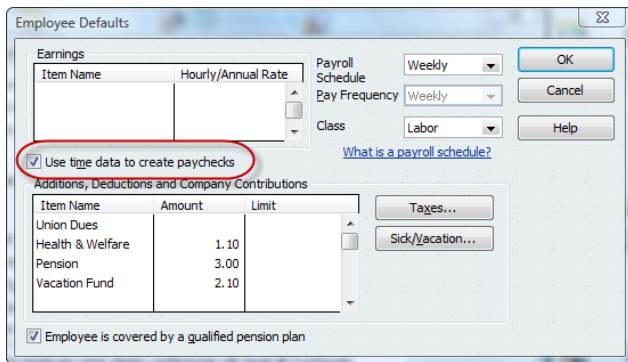 Employee Defaults
Earnings
Item Name Hourly/Annual Rate
Payroll Schedule Weekly
Pay Frequency Weekly
Class Labor
What is a payroll schedule?
OK
Cancel
Help
Use time data to create paychecks
Additions, Deductions and Company Contributions
Item Name Amount Limit
Union Dues
Health & Welfare 1.10
Pension 3.00
Vacation Fund 2.10
Taxes...
Sick/Vacation...
Employee is covered by a qualified pension plan